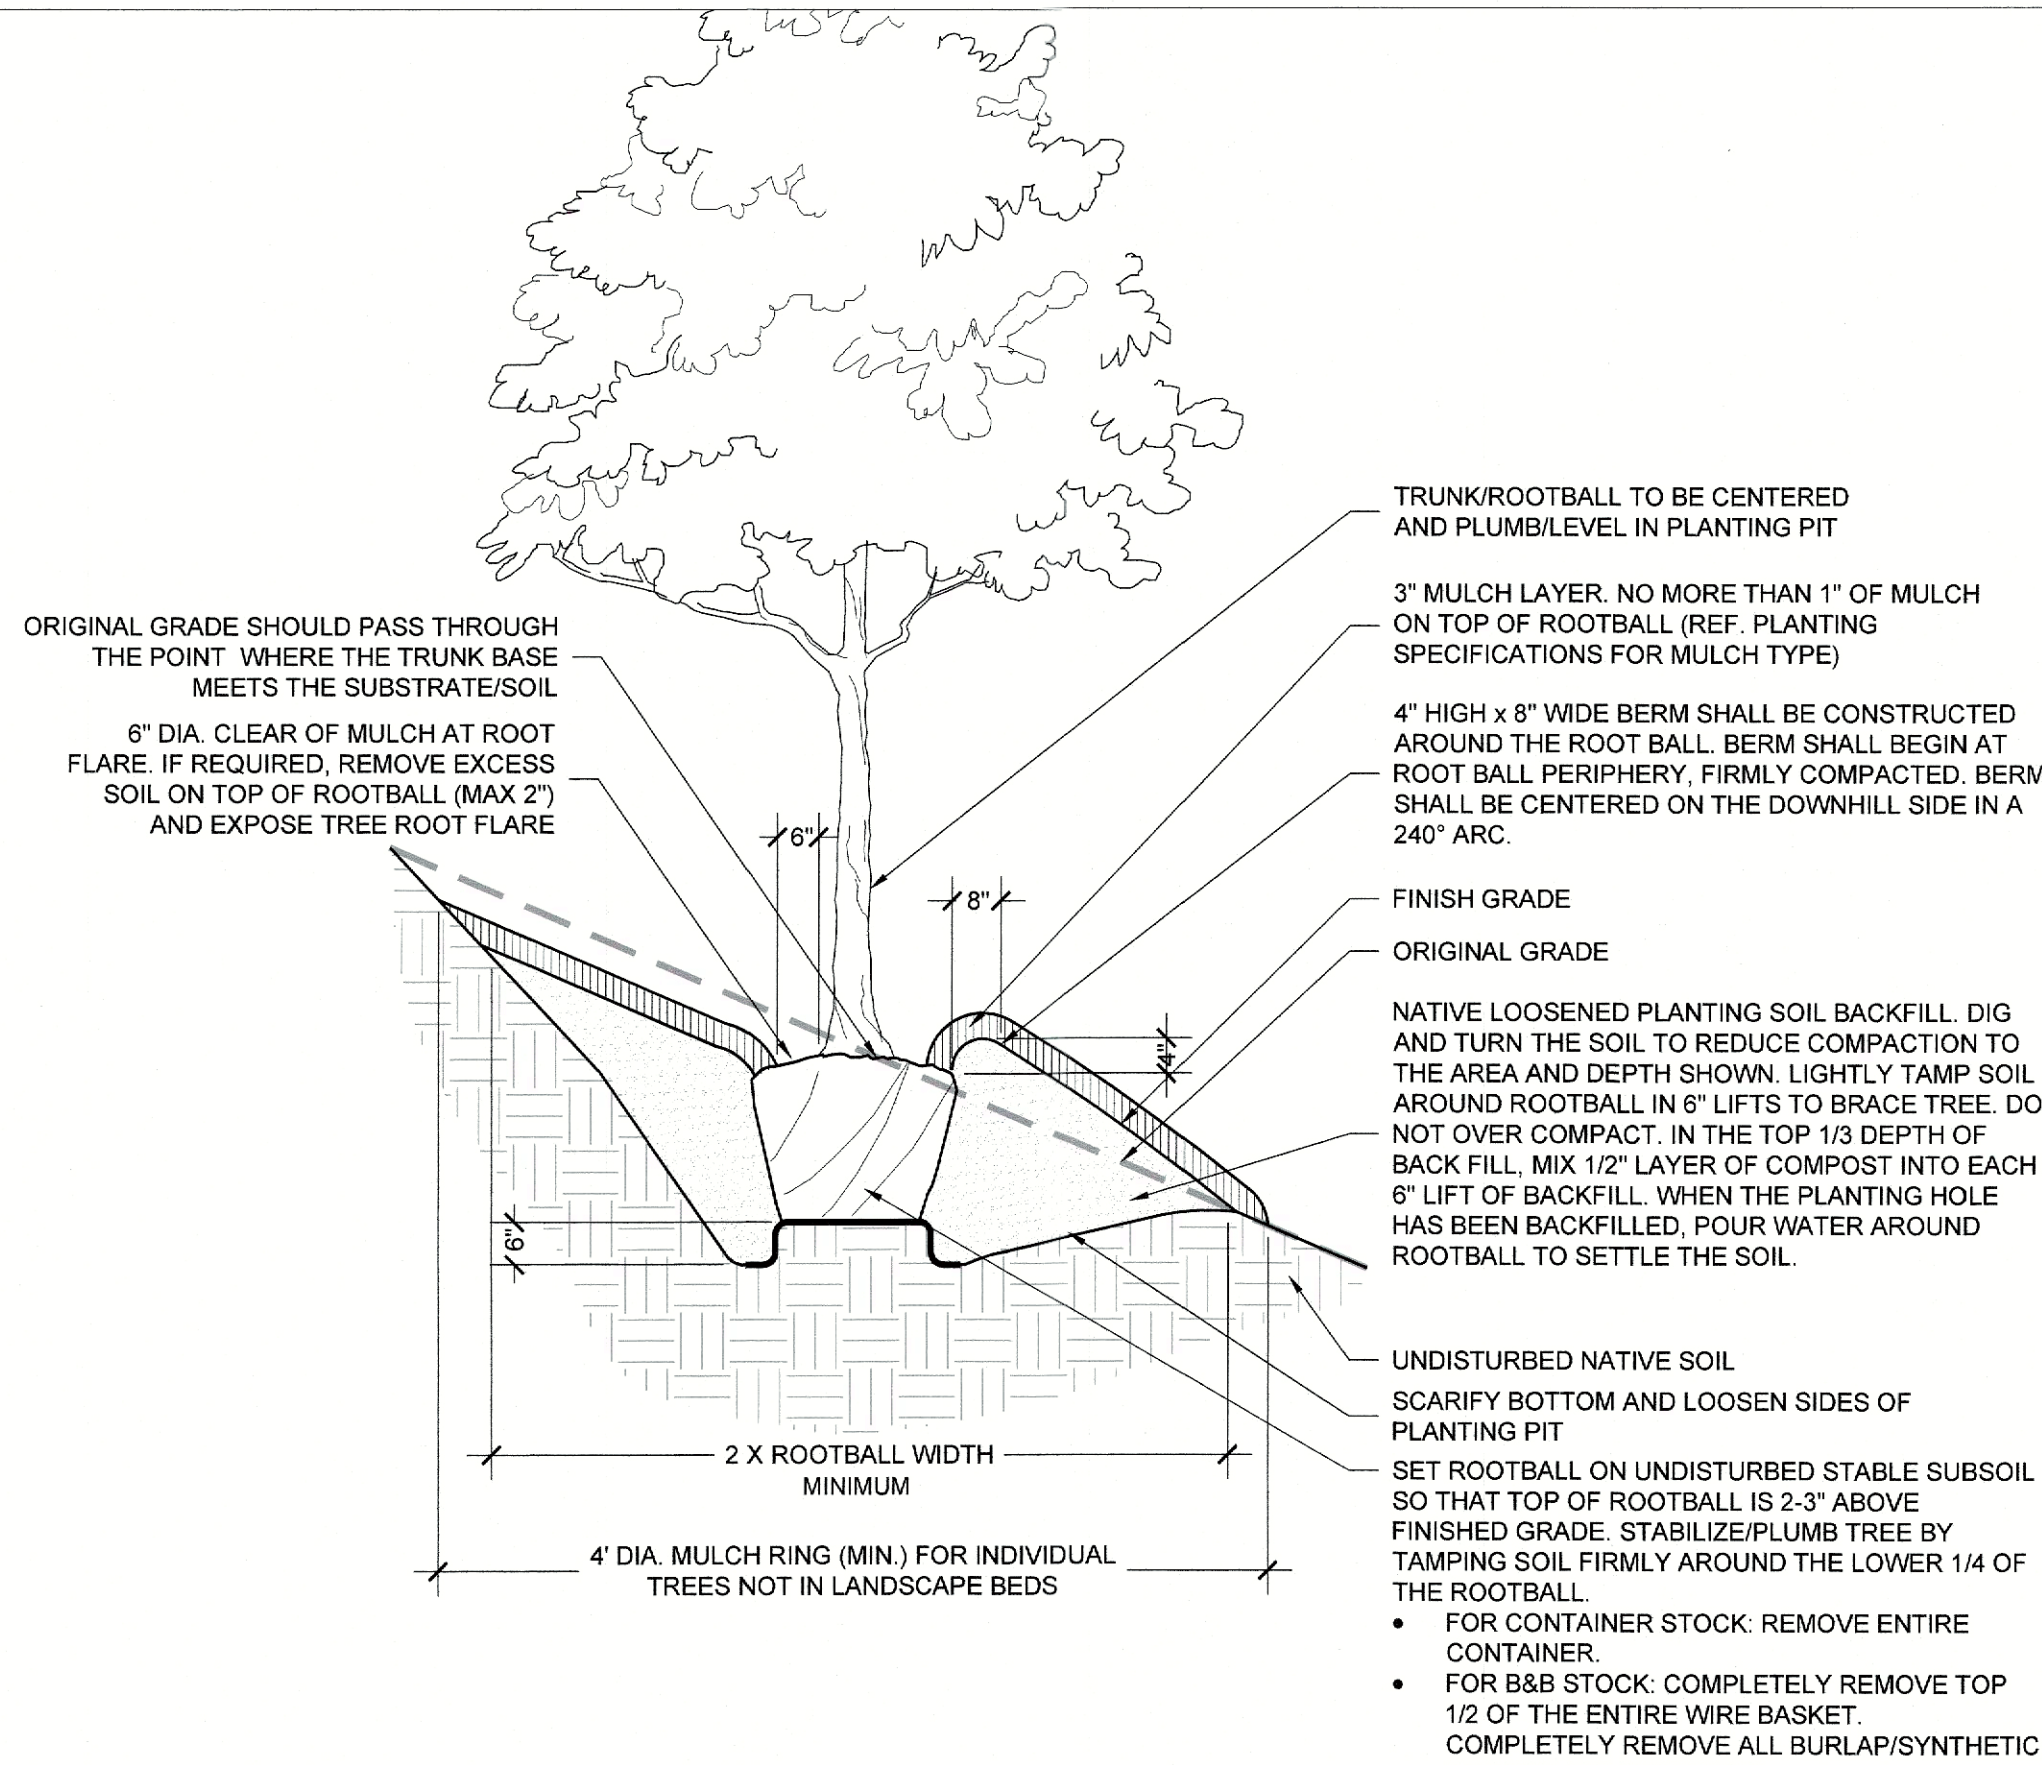 ORIGINAL GRADE SHOULD PASS THROUGH
THE POINT WHERE THE TRUNK BASE
MEETS THE SUBSTRATE/SOIL
6" DIA. CLEAR OF MULCH AT ROOT
FLARE. IF REQUIRED, REMOVE EXCESS
SOIL ON TOP OF ROOTBALL (MAX 2")
AND EXPOSE TREE ROOT FLARE
6"
8"
4"
6"
2 X ROOTBALL WIDTH
MINIMUM
4' DIA. MULCH RING (MIN.) FOR INDIVIDUAL
TREES NOT IN LANDSCAPE BEDS
TRUNK/ROOTBALL TO BE CENTERED
AND PLUMB/LEVEL IN PLANTING PIT
3" MULCH LAYER. NO MORE THAN 1" OF MULCH
ON TOP OF ROOTBALL (REF. PLANTING
SPECIFICATIONS FOR MULCH TYPE)
4" HIGH x 8" WIDE BERM SHALL BE CONSTRUCTED
AROUND THE ROOT BALL. BERM SHALL BEGIN AT
ROOT BALL PERIPHERY, FIRMLY COMPACTED. BERM
SHALL BE CENTERED ON THE DOWNHILL SIDE IN A
240° ARC.
FINISH GRADE
ORIGINAL GRADE
NATIVE LOOSENED PLANTING SOIL BACKFILL. DIG
AND TURN THE SOIL TO REDUCE COMPACTION TO
THE AREA AND DEPTH SHOWN. LIGHTLY TAMP SOIL
AROUND ROOTBALL IN 6" LIFTS TO BRACE TREE. DO
NOT OVER COMPACT. IN THE TOP 1/3 DEPTH OF
BACK FILL, MIX 1/2" LAYER OF COMPOST INTO EACH
6" LIFT OF BACKFILL. WHEN THE PLANTING HOLE
HAS BEEN BACKFILLED, POUR WATER AROUND
ROOTBALL TO SETTLE THE SOIL.
UNDISTURBED NATIVE SOIL
SCARIFY BOTTOM AND LOOSEN SIDES OF
PLANTING PIT
SET ROOTBALL ON UNDISTURBED STABLE SUBSOIL
SO THAT TOP OF ROOTBALL IS 2-3" ABOVE
FINISHED GRADE. STABILIZE/PLUMB TREE BY
TAMPING SOIL FIRMLY AROUND THE LOWER 1/4 OF
THE ROOTBALL.
• FOR CONTAINER STOCK: REMOVE ENTIRE
CONTAINER.
• FOR B&B STOCK: COMPLETELY REMOVE TOP
1/2 OF THE ENTIRE WIRE BASKET.
COMPLETELY REMOVE ALL BURLAP/SYNTHETIC